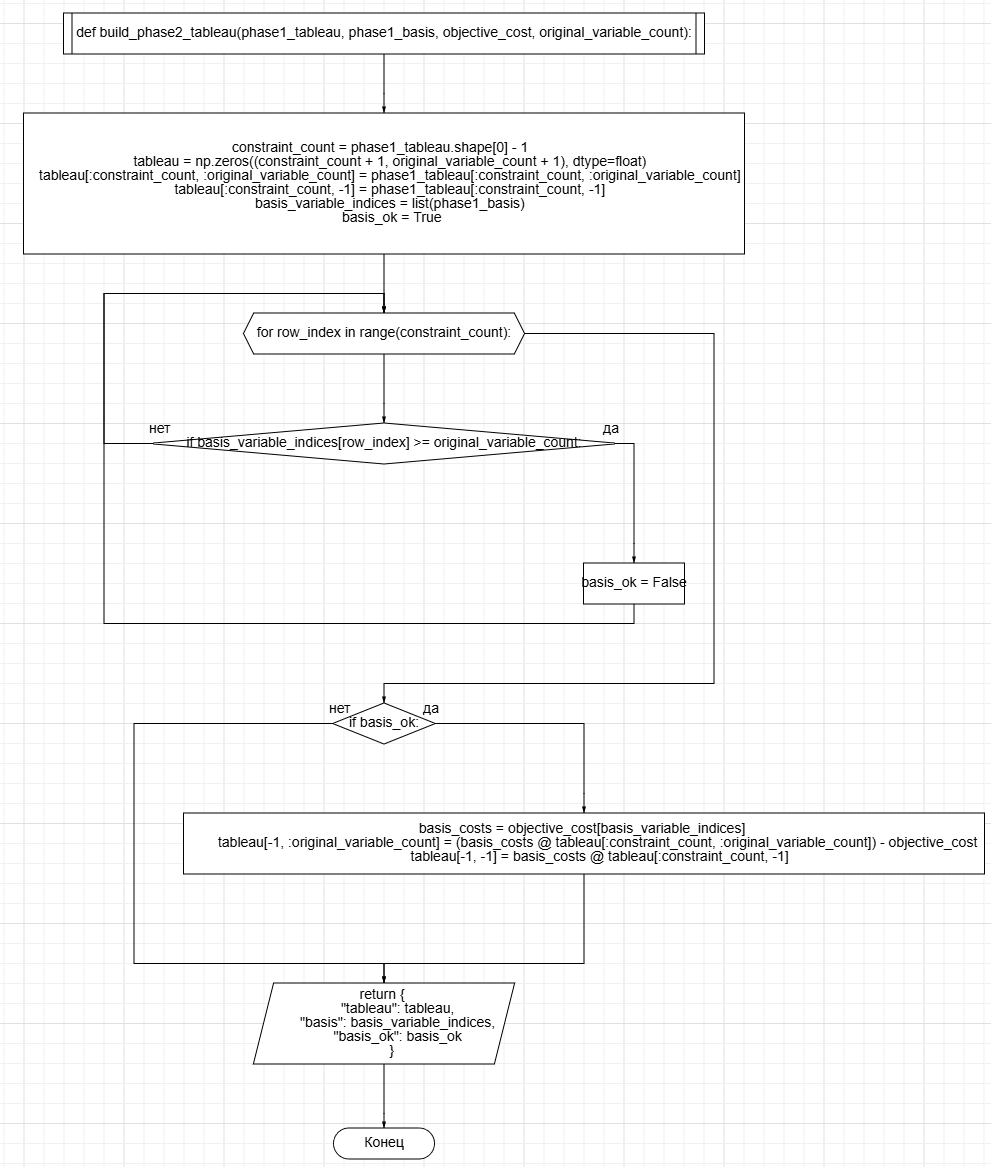 def build_phase2_tableau(phase1_tableau, phase1_basis, objective_cost, original_variable_count):
constraint_count = phase1_tableau.shape[0] - 1
tableau = np.zeros((constraint_count + 1, original_variable_count + 1), dtype=float)
tableau[:constraint_count, :original_variable_count] = phase1_tableau[:constraint_count, :original_variable_count]
tableau[:constraint_count, -1] = phase1_tableau[:constraint_count, -1]
basis_variable_indices = list(phase1_basis)
basis_ok = True
for row_index in range(constraint_count):
нет
да
if basis_variable_indices[row_index] >= original_variable_count:
basis_ok = False
нет
да
if basis_ok:
basis_costs = objective_cost[basis_variable_indices]
tableau[-1, :original_variable_count] = (basis_costs @ tableau[:constraint_count, :original_variable_count]) - objective_cost
tableau[-1, -1] = basis_costs @ tableau[:constraint_count, -1]
return {
"tableau": tableau,
"basis": basis_variable_indices,
"basis_ok": basis_ok
}
Конец